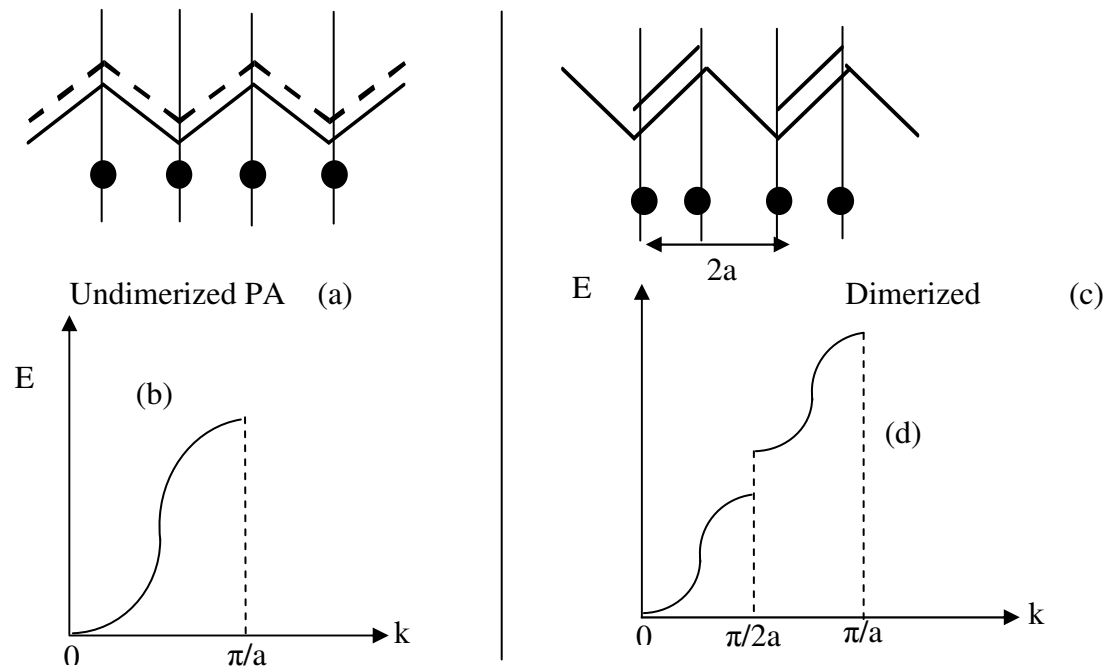 2a
Undimerized PA (a)
E
Dimerized (c)
E
(b)
(d)
k
0
π/a
k
0
π/2a
π/a